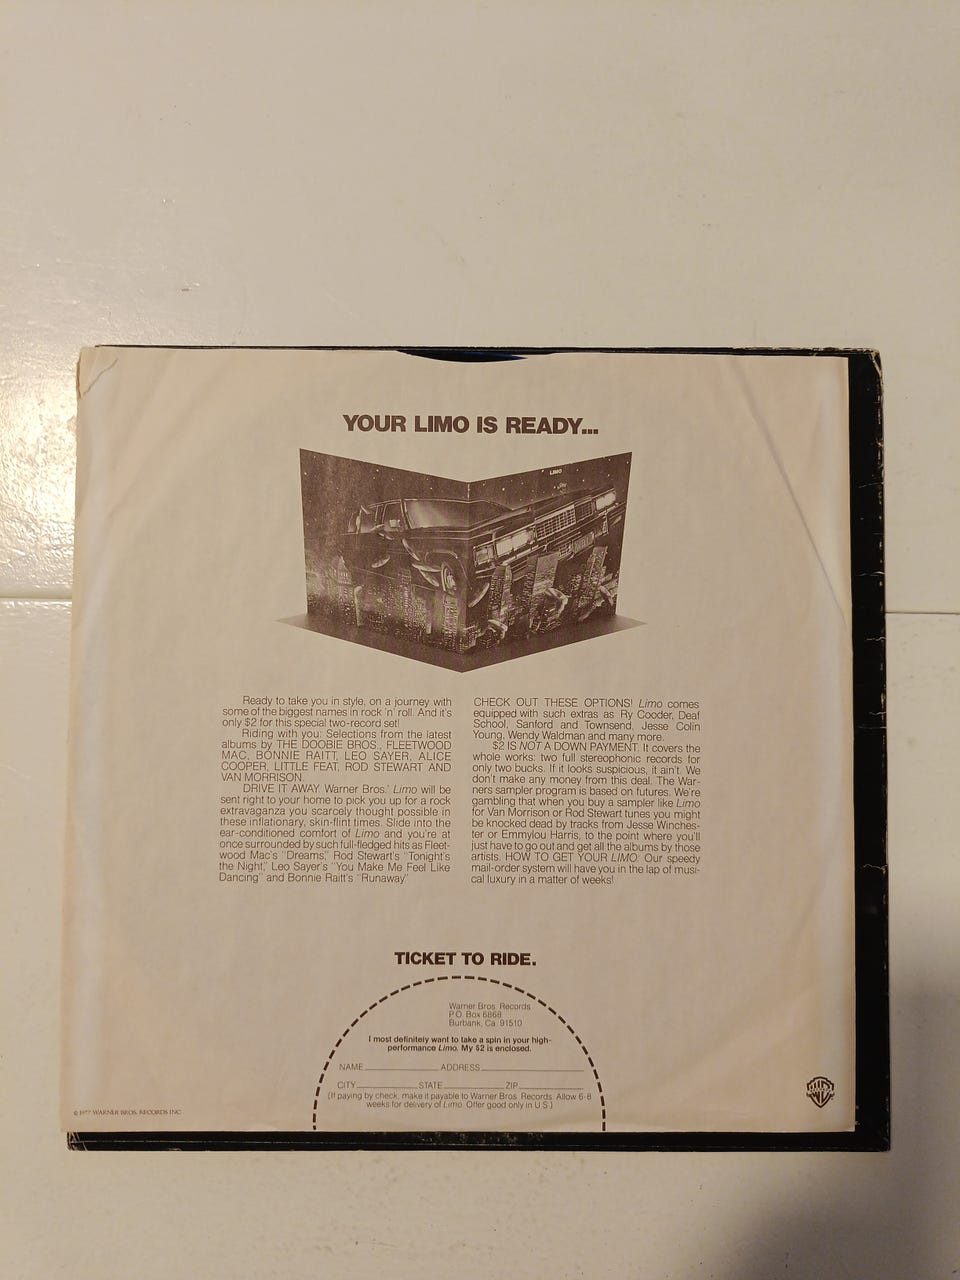 YOUR LIMO IS READY...
LIMO
Ready to take you in style, on a journey with
some of the biggest names in rock 'n' roll. And it's
only $2 for this special two-record set!
Riding with you: Selections from the latest
albums by THE DOOBIE BROS., FLEETWOOD
MAC, BONNIE RAITT, LEO SAYER, ALICE
COOPER, LITTLE FEAT, ROD STEWART AND
VAN MORRISON.
DRIVE IT AWAY Warner Bros.' Limo will be
sent right to your home to pick you up for a rock
extravaganza you scarcely thought possible in
these inflationary, skin-flint times. Slide into the
ear-conditioned comfort of Limo and you're at
once surrounded by such full-fledged hits as Fleet-
wood Mac's "Dreams," Rod Stewart's "Tonight's
the Night," Leo Sayer's "You Make Me Feel Like
Dancing" and Bonnie Raitt's "Runaway."
CHECK OUT THESE OPTIONS! Limo comes
equipped with such extras as Ry Cooder, Deaf
School, Sanford and Townsend, Jesse Colin
Young, Wendy Waldman and many more.
$2 IS NOT A DOWN PAYMENT. It covers the
whole works: two full stereophonic records for
only two bucks. If it looks suspicious, it ain't. We
don't make any money from this deal. The War-
ners sampler program is based on futures. We're
gambling that when you buy a sampler like Limo
for Van Morrison or Rod Stewart tunes you might
be knocked dead by tracks from Jesse Winches-
ter or Emmylou Harris, to the point where you'll
just have to go out and get all the albums by those
artists. HOW TO GET YOUR LIMO: Our speedy
mail-order system will have you in the lap of musi-
cal luxury in a matter of weeks!
TICKET TO RIDE.
Warner Bros. Records
P.O. Box 6868
Burbank, Ca. 91510
I most definitely want to take a spin in your high-
performance Limo. My $2 is enclosed.
NAME ADDRESS
CITY STATE ZIP
(If paying by check, make it payable to Warner Bros. Records. Allow 6-8
weeks for delivery of Limo. Offer good only in U.S.)
© 1977 WARNER BROS. RECORDS INC.
WB